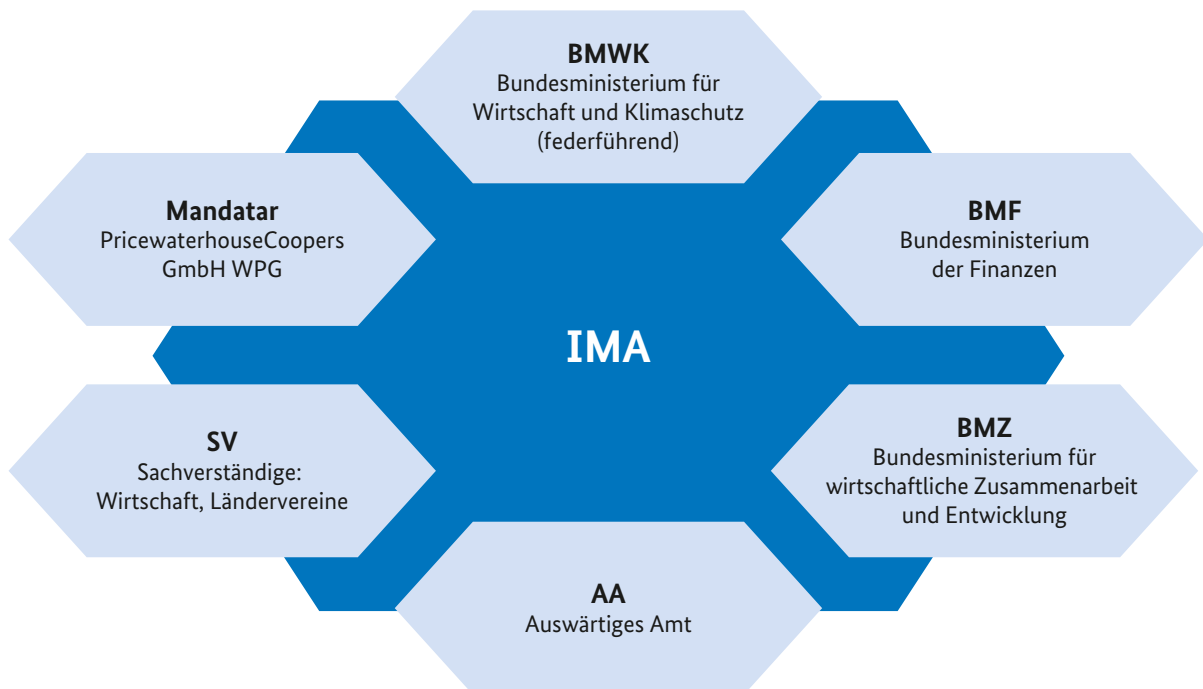 BMWK
Bundesministerium für
Wirtschaft und Klimaschutz
(federführend)
Mandatar
PricewaterhouseCoopers
GmbH WPG
BMF
Bundesministerium
der Finanzen
IMA
SV
Sachverständige:
Wirtschaft, Ländervereine
BMZ
Bundesministerium für
wirtschaftliche Zusammenarbeit
und Entwicklung
AA
Auswärtiges Amt